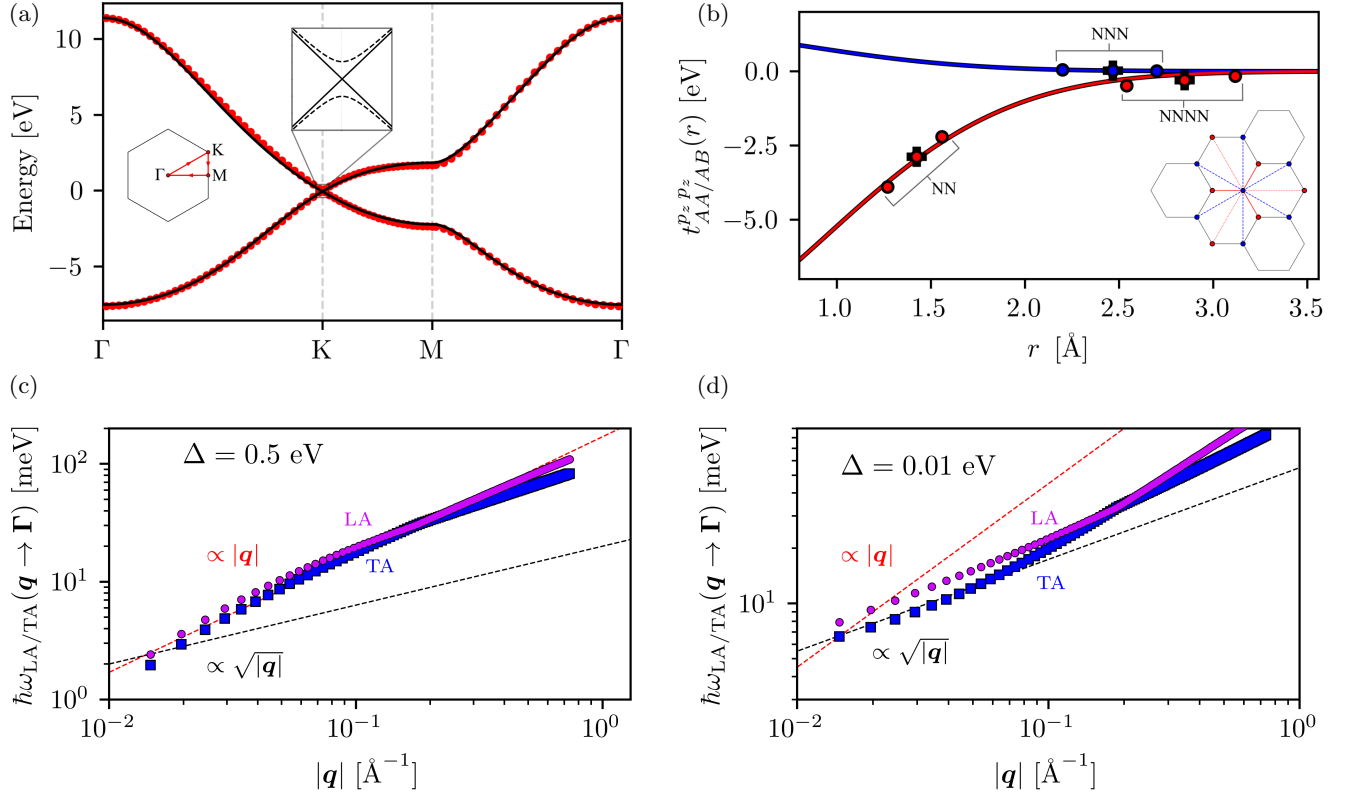 (a)
Energy [eV]
10
5
0
−5
Γ
K
M
Γ
K
Γ
M
(b)
t^{p_z p_z}_{AA/AB}(r) [eV]
0.0
−2.5
−5.0
1.0
1.5
2.0
2.5
3.0
3.5
r [Å]
NNN
NNNN
NN
(c)
ħω_{LA/TA}(q → Γ) [meV]
10^2
10^1
10^0
Δ = 0.5 eV
LA
∝ |q|
TA
∝ √|q|
10^{−2}
10^{−1}
10^0
|q| [Å^{−1}]
(d)
ħω_{LA/TA}(q → Γ) [meV]
10^1
Δ = 0.01 eV
LA
∝ |q|
TA
∝ √|q|
10^{−2}
10^{−1}
10^0
|q| [Å^{−1}]